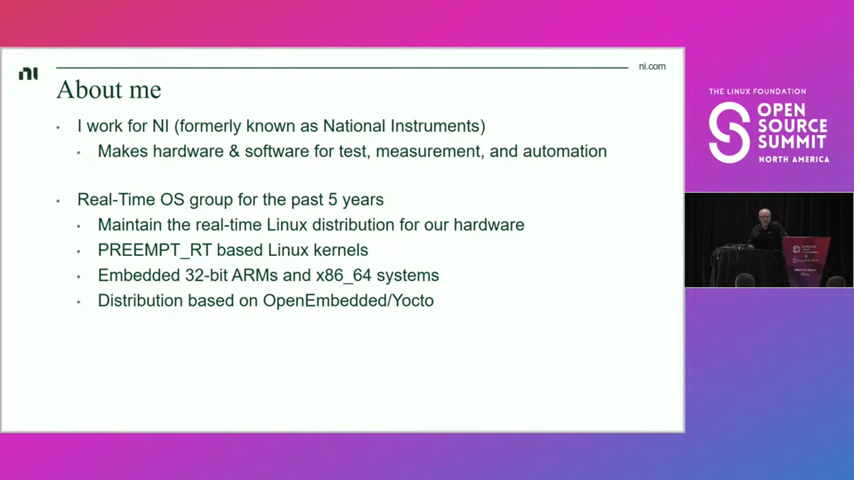 ni
ni.com
About me
I work for NI (formerly known as National Instruments)
Makes hardware & software for test, measurement, and automation
Real-Time OS group for the past 5 years
Maintain the real-time Linux distribution for our hardware
PREEMPT_RT based Linux kernels
Embedded 32-bit ARMs and x86_64 systems
Distribution based on OpenEmbedded/Yocto
THE LINUX FOUNDATION
OPEN
SOURCE
SUMMIT
NORTH AMERICA